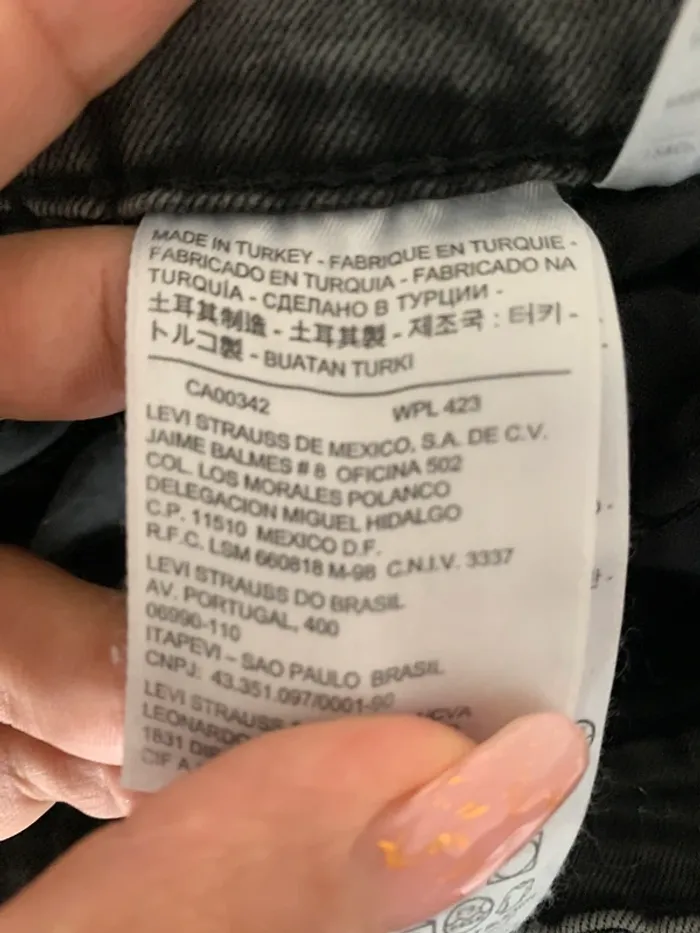 MADE IN TURKEY - FABRIQUE EN TURQUIE -
FABRICADO EN TURQUIA - FABRICADO NA
TURQUÍA - СДЕЛАНО В ТУРЦИИ -
土耳其制造 - 土耳其製 - 제조국 : 터키 -
トルコ製 - BUATAN TURKI
CA00342 WPL 423
LEVI STRAUSS DE MEXICO, S.A. DE C.V.
JAIME BALMES # 8 OFICINA 502
COL. LOS MORALES POLANCO
DELEGACION MIGUEL HIDALGO
C.P. 11510 MEXICO D.F.
R.F.C. LSM 660818 M-98 C.N.I.V. 3337
LEVI STRAUSS DO BRASIL
AV. PORTUGAL, 400
06990-110
ITAPEVI – SAO PAULO BRASIL
CNPJ: 43.351.097/0001-90
LEVI STRAUSS
LEONARDO
1831
CIF A